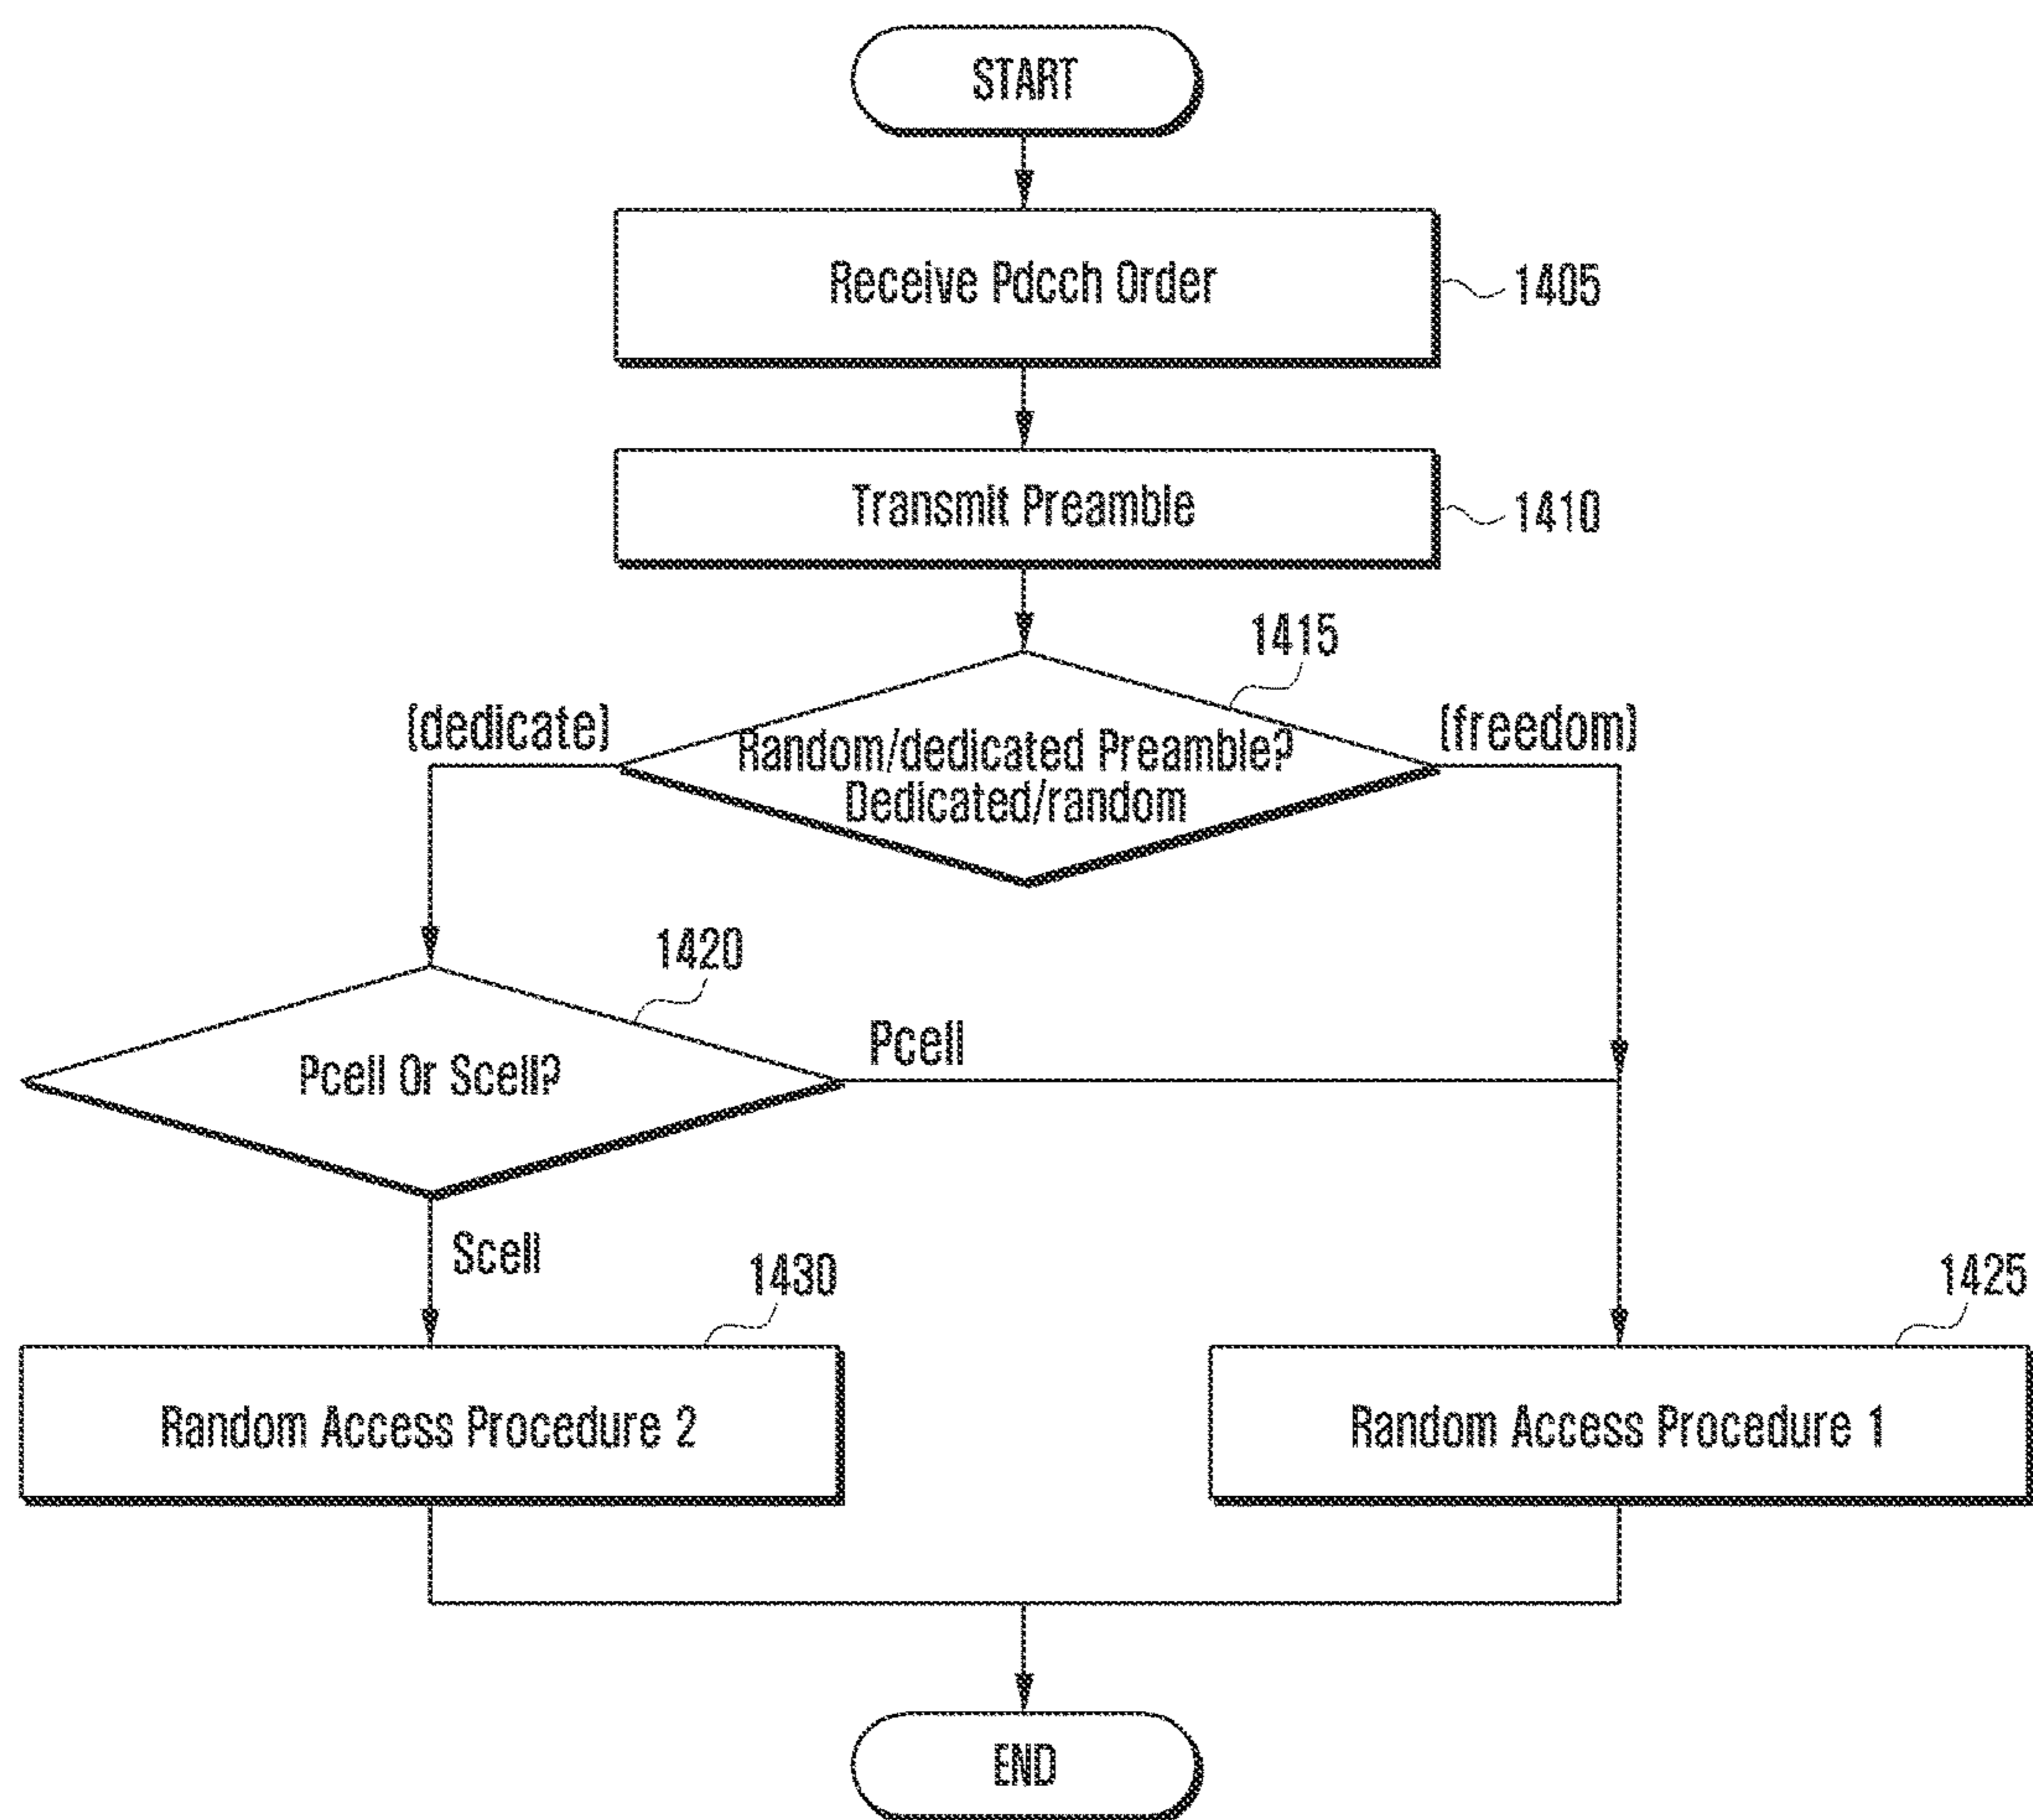 START
Receive Pdcch Order
1405
Transmit Preamble
1410
1415
(dedicate)
(freedom)
Random/dedicated Preamble?
Dedicated/random
1420
Pcell Or Scell?
Pcell
Scell
1430
1425
Random Access Procedure 2
Random Access Procedure 1
END